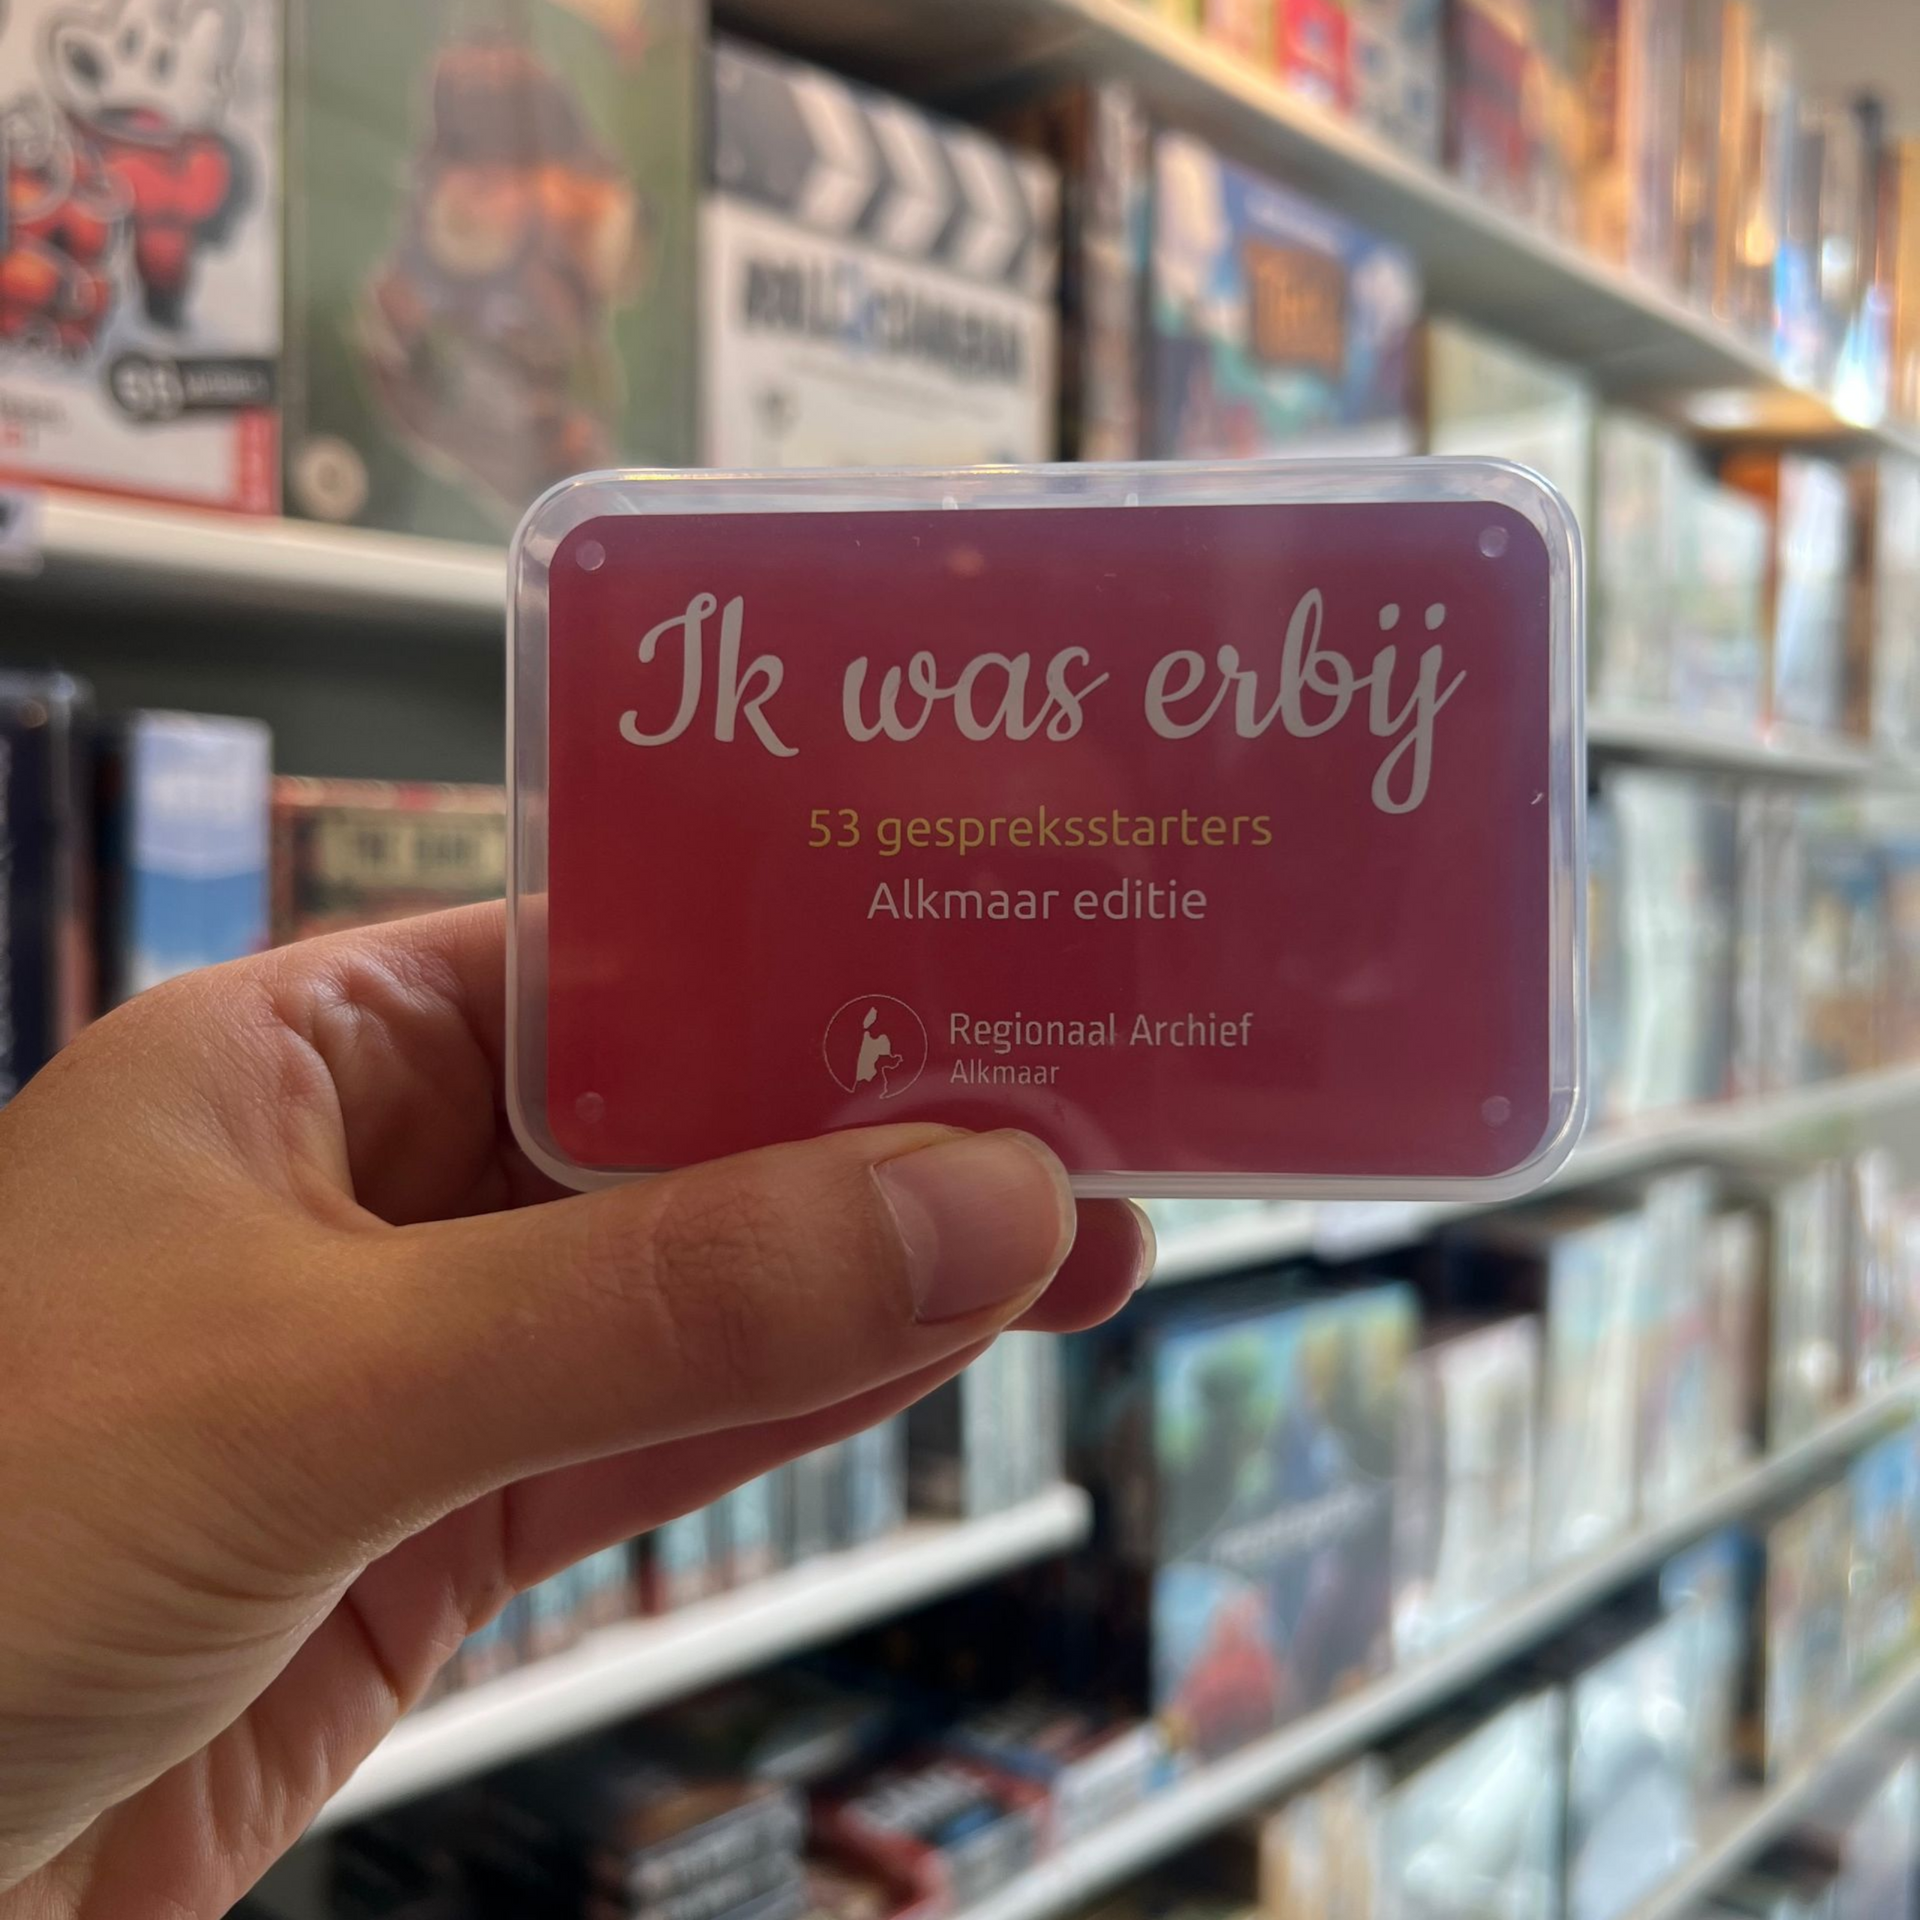 Ik was erbij
53 gespreksstarters
Alkmaar editie
Regionaal Archief
Alkmaar